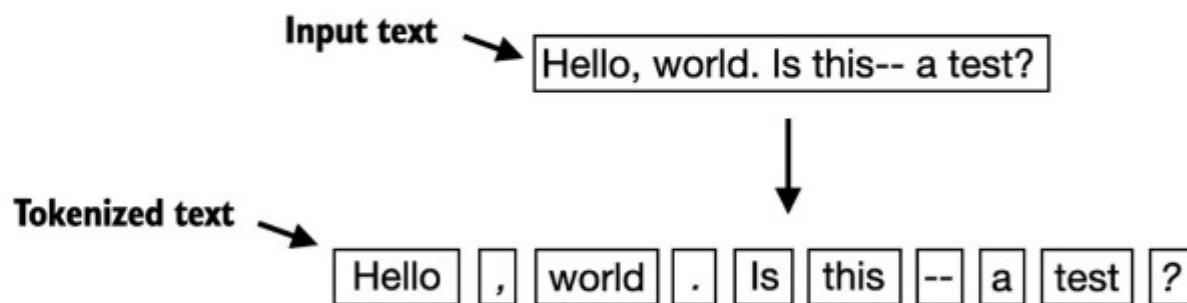 Input text
Hello, world. Is this-- a test?
Tokenized text
Hello , world . Is this -- a test ?